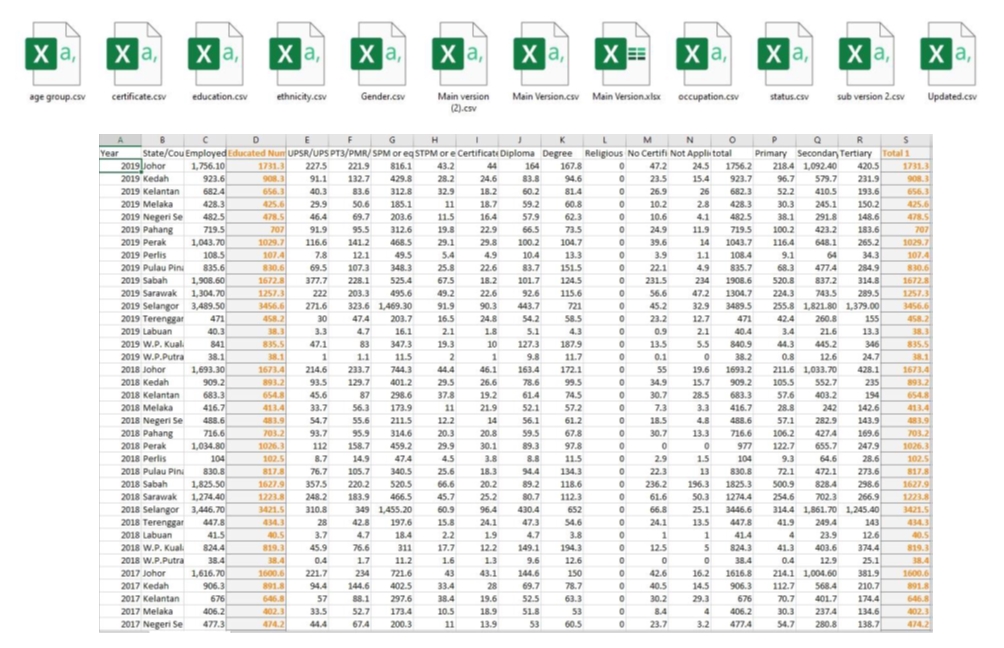 age group.csv
certificate.csv
education.csv
ethnicity.csv
Gender.csv
Main version (2).csv
Main Version.csv
Main Version.xlsx
occupation.csv
status.csv
sub version 2.csv
Updated.csv
A B C D E F G H I J K L M N O P Q R S
Year State/Cou Employed Educated Num UPSR/UPS PT3/PMR/ SPM or eq STPM or e Certificate Diploma Degree Religious No Certifi Not Appli total Primary Secondary Tertiary Total 1
2019 Johor 1,756.10 1731.3 227.5 221.9 816.1 43.2 44 164 167.8 0 47.2 24.5 1756.2 218.4 1,092.40 420.5 1731.3
2019 Kedah 923.6 908.3 91.1 132.7 429.8 28.2 24.6 83.8 94.6 0 23.5 15.4 923.7 96.7 579.7 231.9 908.3
2019 Kelantan 682.4 656.3 40.3 83.6 312.8 32.9 18.2 60.2 81.4 0 26.9 26 682.3 52.2 410.5 193.6 656.3
2019 Melaka 428.3 425.6 29.9 50.6 185.1 11 18.7 59.2 60.8 0 10.2 2.8 428.3 30.3 245.1 150.2 425.6
2019 Negeri Se 482.5 478.5 46.4 69.7 203.6 11.5 16.4 57.9 62.3 0 10.6 4.1 482.5 38.1 291.8 148.6 478.5
2019 Pahang 719.5 707 91.9 95.5 312.6 19.8 22.9 66.5 73.5 0 24.9 11.9 719.5 100.2 423.2 183.6 707
2019 Perak 1,043.70 1029.7 116.6 141.2 468.5 29.1 29.8 100.2 104.7 0 39.6 14 1043.7 116.4 648.1 265.2 1029.7
2019 Perlis 108.5 107.4 7.8 12.1 49.5 5.4 4.9 10.4 13.3 0 3.9 1.1 108.4 9.1 64 34.3 107.4
2019 Pulau Pin 835.6 830.6 69.5 107.3 348.3 25.8 22.6 83.7 151.5 0 22.1 4.9 835.7 68.3 477.4 284.9 830.6
2019 Sabah 1,908.60 1672.8 377.7 228.1 525.4 67.5 18.2 101.7 124.5 0 231.5 234 1908.6 520.8 837.2 314.8 1672.8
2019 Sarawak 1,304.70 1257.3 222 203.3 495.6 49.2 22.6 92.6 115.6 0 56.6 47.2 1304.7 224.3 743.5 289.5 1257.3
2019 Selangor 3,489.50 3456.6 271.6 323.6 1,469.30 91.9 90.3 443.7 721 0 45.2 32.9 3489.5 255.8 1,821.80 1,379.00 3456.6
2019 Terenggar 471 458.2 30 47.4 203.7 16.5 24.8 54.2 58.5 0 23.2 12.7 471 42.4 260.8 155 458.2
2019 Labuan 40.3 38.3 3.3 4.7 16.1 2.1 1.8 5.1 4.3 0 0.9 2.1 40.4 3.4 21.6 13.3 38.3
2019 W.P. Kual 841 835.5 47.1 83 347.3 19.3 10 127.3 187.9 0 13.5 5.5 840.9 44.3 445.2 346 835.5
2019 W.P.Putra 38.1 38.1 1 1.1 11.5 2 1 9.8 11.7 0 0.1 0 38.2 0.8 12.6 24.7 38.1
2018 Johor 1,693.30 1673.4 214.6 233.7 744.3 44.4 46.1 163.4 172.1 0 55 19.6 1693.2 211.6 1,033.70 428.1 1673.4
2018 Kedah 909.2 893.2 93.5 129.7 401.2 29.5 26.6 78.6 99.5 0 34.9 15.7 909.2 105.5 552.7 235 893.2
2018 Kelantan 683.3 654.8 45.6 87 298.6 37.8 19.2 61.4 74.5 0 30.7 28.5 683.3 57.6 403.2 194 654.8
2018 Melaka 416.7 413.4 33.7 56.3 173.9 11 21.9 52.1 57.2 0 7.3 3.3 416.7 28.8 242 142.6 413.4
2018 Negeri Se 488.6 483.9 54.7 55.6 211.5 12.2 14 56.1 61.2 0 18.5 4.8 488.6 57.1 282.9 143.9 483.9
2018 Pahang 716.6 703.2 93.7 95.9 314.6 20.3 20.8 59.5 67.8 0 30.7 13.3 716.6 106.2 427.4 169.6 703.2
2018 Perak 1,034.80 1026.3 112 158.7 459.2 29.9 30.1 89.3 97.8 0 0 0 977 122.7 655.7 247.9 1026.3
2018 Perlis 104 102.5 8.7 14.9 47.4 4.5 3.8 8.8 11.5 0 2.9 1.5 104 9.3 64.6 28.6 102.5
2018 Pulau Pin 830.8 817.8 76.7 105.7 340.5 25.6 18.3 94.4 134.3 0 22.3 13 830.8 72.1 472.1 273.6 817.8
2018 Sabah 1,825.50 1627.9 357.5 220.2 520.5 66.6 20.2 89.2 118.6 0 236.2 196.3 1825.3 500.9 828.4 298.6 1627.9
2018 Sarawak 1,274.40 1223.8 248.2 183.9 466.5 45.7 25.2 80.7 112.3 0 61.6 50.3 1274.4 254.6 702.3 266.9 1223.8
2018 Selangor 3,446.70 3421.5 310.8 349 1,455.20 60.9 96.4 430.4 652 0 66.8 25.1 3446.6 314.4 1,861.70 1,245.40 3421.5
2018 Terenggar 447.8 434.3 28 42.8 197.6 15.8 24.1 47.3 54.6 0 24.1 13.5 447.8 41.9 249.4 143 434.3
2018 Labuan 41.5 40.5 3.7 4.7 18.4 2.2 1.9 4.7 3.8 0 1 1 41.4 4 23.9 12.6 40.5
2018 W.P. Kual 824.4 819.3 45.9 76.6 311 17.7 12.2 149.1 194.3 0 12.5 5 824.3 41.3 403.6 374.4 819.3
2018 W.P.Putra 38.4 38.4 0.4 1.7 11.2 1.6 1.3 9.6 12.6 0 0 0 38.4 0.4 12.9 25.1 38.4
2017 Johor 1,616.70 1600.6 221.7 234 721.6 43 43.1 144.6 150 0 42.6 16.2 1616.8 214.1 1,004.60 381.9 1600.6
2017 Kedah 906.3 891.8 94.4 144.6 402.5 33.4 28 69.7 78.7 0 40.5 14.5 906.3 112.7 568.4 210.7 891.8
2017 Kelantan 676 646.8 57 88.1 297.6 38.4 19.6 52.5 63.3 0 30.2 29.3 676 70.7 401.7 174.4 646.8
2017 Melaka 406.2 402.3 33.5 52.7 173.4 10.5 18.9 51.8 53 0 8.4 4 406.2 30.3 237.4 134.6 402.3
2017 Negeri Se 477.3 474.2 44.4 67.4 200.3 11 13.9 53 60.5 0 23.7 3.2 477.4 54.7 280.8 138.7 474.2